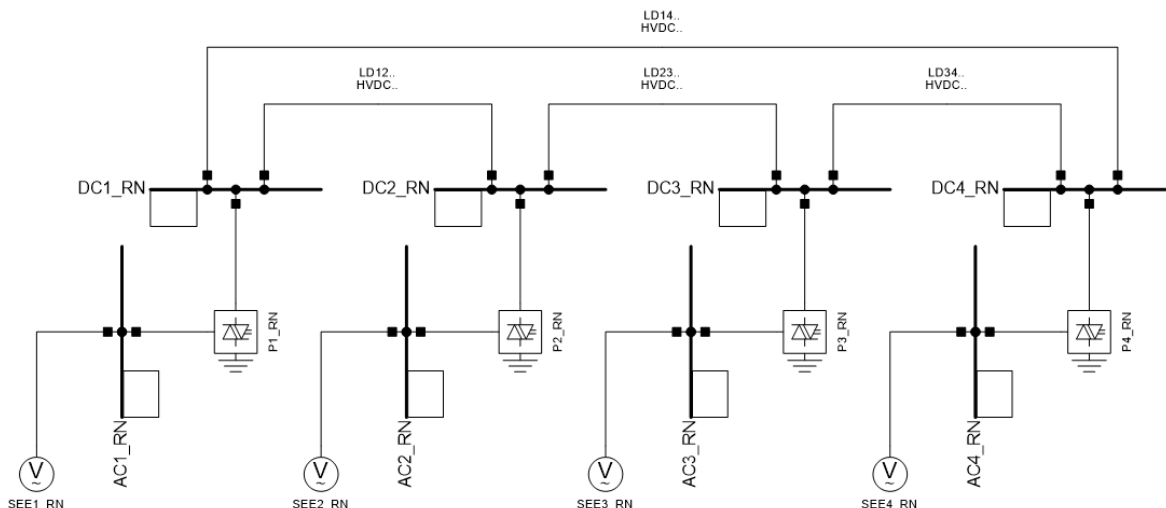 LD14..
HVDC..
LD12..
HVDC..
LD23..
HVDC..
LD34..
HVDC..
DC1_RN
DC2_RN
DC3_RN
DC4_RN
P1_RN
P2_RN
P3_RN
P4_RN
AC1_RN
AC2_RN
AC3_RN
AC4_RN
V
~
V
~
V
~
V
~
SEE1_RN
SEE2_RN
SEE3_RN
SEE4_RN